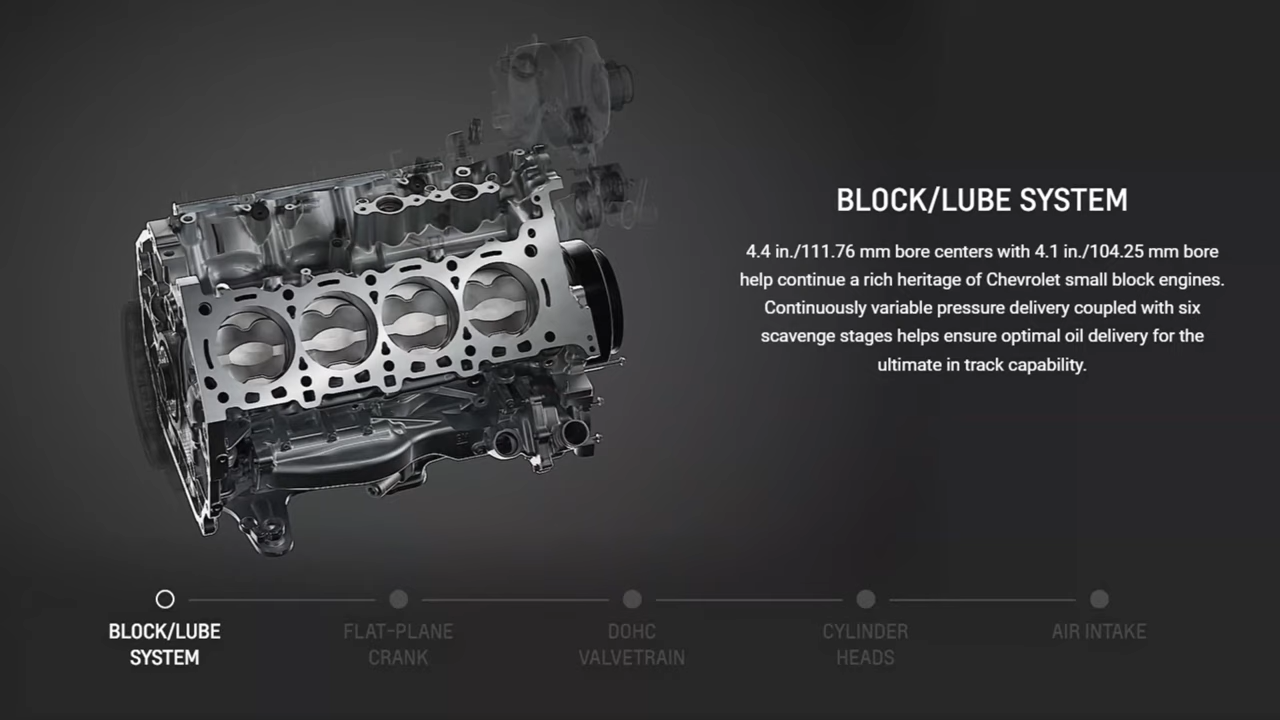 BLOCK/LUBE SYSTEM
4.4 in./111.76 mm bore centers with 4.1 in./104.25 mm bore
help continue a rich heritage of Chevrolet small block engines.
Continuously variable pressure delivery coupled with six
scavenge stages helps ensure optimal oil delivery for the
ultimate in track capability.
BLOCK/LUBE
SYSTEM
FLAT-PLANE
CRANK
DOHC
VALVETRAIN
CYLINDER
HEADS
AIR INTAKE